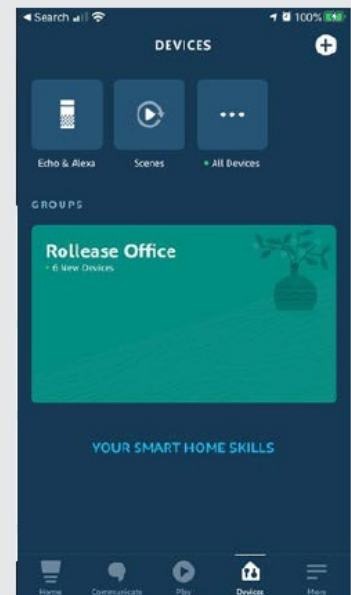 Search 100%
DEVICES
Echo & Alexa Scenes • All Devices
GROUPS
Rollease Office
• 6 New Devices
YOUR SMART HOME SKILLS
Home Communicate Play Devices More